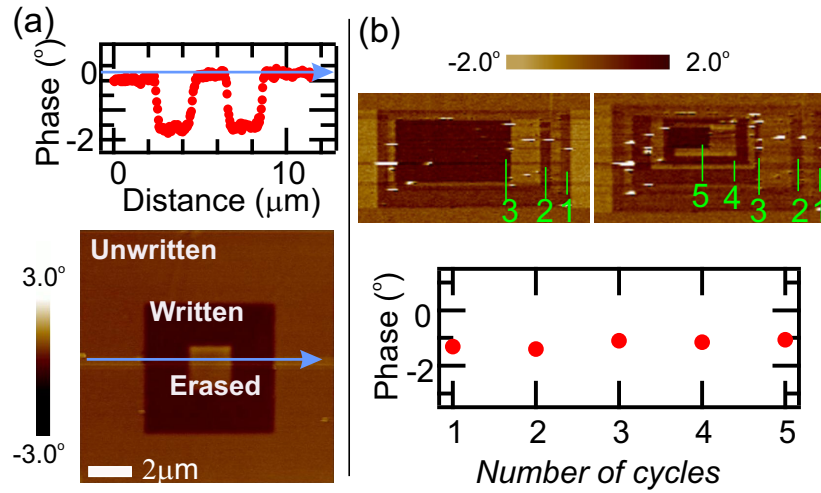 (a)
Phase (°)
0
-2
0
10
Distance (μm)
3.0°
-3.0°
Unwritten
Written
Erased
2μm
(b)
-2.0°
2.0°
3 2 1
5 4 3 2 1
Phase (°)
0
-2
1 2 3 4 5
Number of cycles